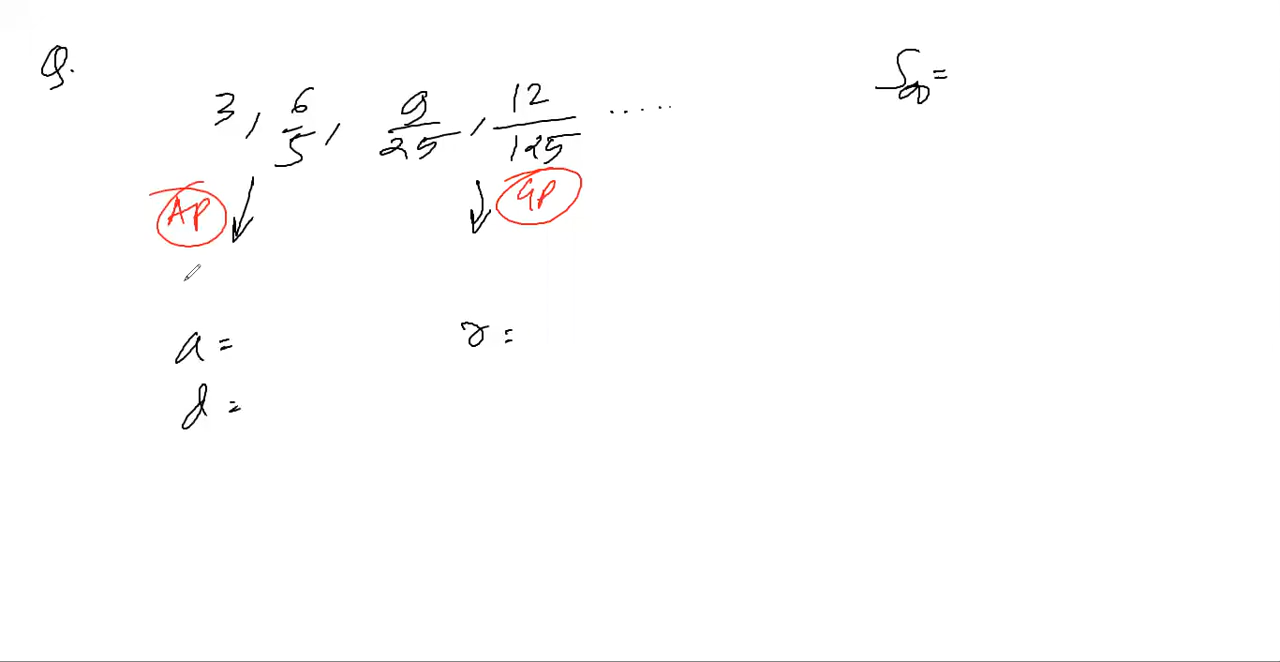 Q.
3, 6/5, 9/25, 12/125 ..... S∞ =
AP GP
a = r =
d =